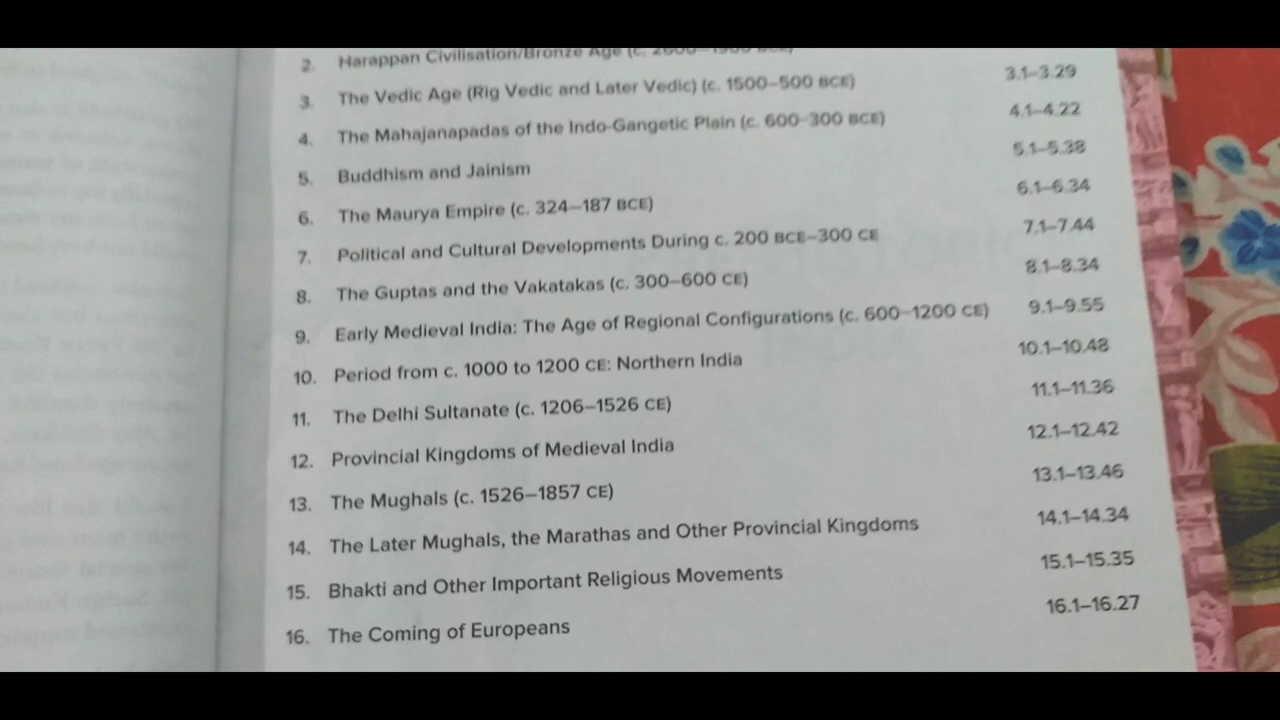 2. Harappan Civilisation/Bronze Age (c. 2600–1900 BCE)
3. The Vedic Age (Rig Vedic and Later Vedic) (c. 1500–500 BCE) 3.1–3.29
4. The Mahajanapadas of the Indo-Gangetic Plain (c. 600–300 BCE) 4.1–4.22
5. Buddhism and Jainism 5.1–5.38
6. The Maurya Empire (c. 324–187 BCE) 6.1–6.34
7. Political and Cultural Developments During c. 200 BCE–300 CE 7.1–7.44
8. The Guptas and the Vakatakas (c. 300–600 CE) 8.1–8.34
9. Early Medieval India: The Age of Regional Configurations (c. 600–1200 CE) 9.1–9.55
10. Period from c. 1000 to 1200 CE: Northern India 10.1–10.48
11. The Delhi Sultanate (c. 1206–1526 CE) 11.1–11.36
12. Provincial Kingdoms of Medieval India 12.1–12.42
13. The Mughals (c. 1526–1857 CE) 13.1–13.46
14. The Later Mughals, the Marathas and Other Provincial Kingdoms 14.1–14.34
15. Bhakti and Other Important Religious Movements 15.1–15.35
16. The Coming of Europeans 16.1–16.27